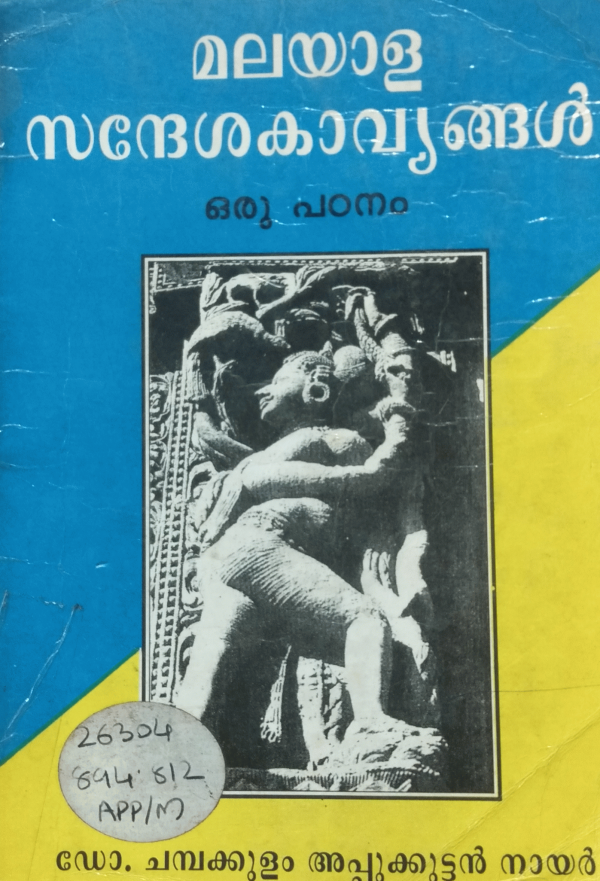 മലയാള
സന്ദേശകാവ്യങ്ങൾ
ഒരു പഠനം
26304
894.812
APP/M
ഡോ. ചമ്പക്കുളം അപ്പുക്കുട്ടൻ നായർ